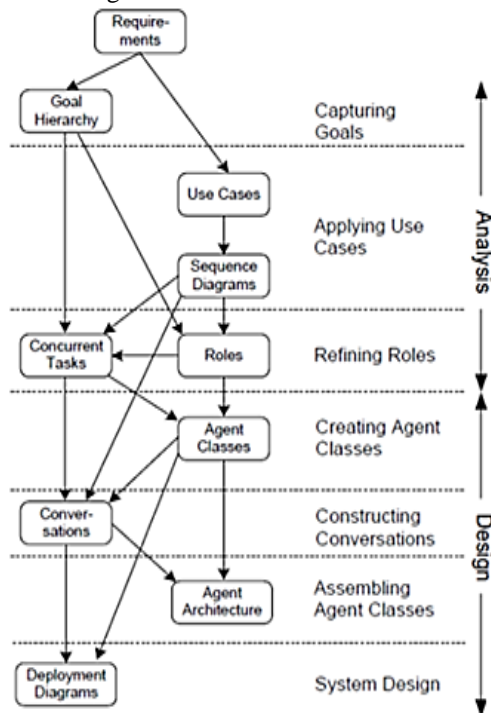 Require-
ments
Goal
Hierarchy
Capturing
Goals
Use Cases
Applying Use
Cases
Sequence
Diagrams
Analysis
Concurrent
Tasks
Roles
Refining Roles
Agent
Classes
Creating Agent
Classes
Conver-
sations
Constructing
Conversations
Design
Agent
Architecture
Assembling
Agent Classes
Deployment
Diagrams
System Design